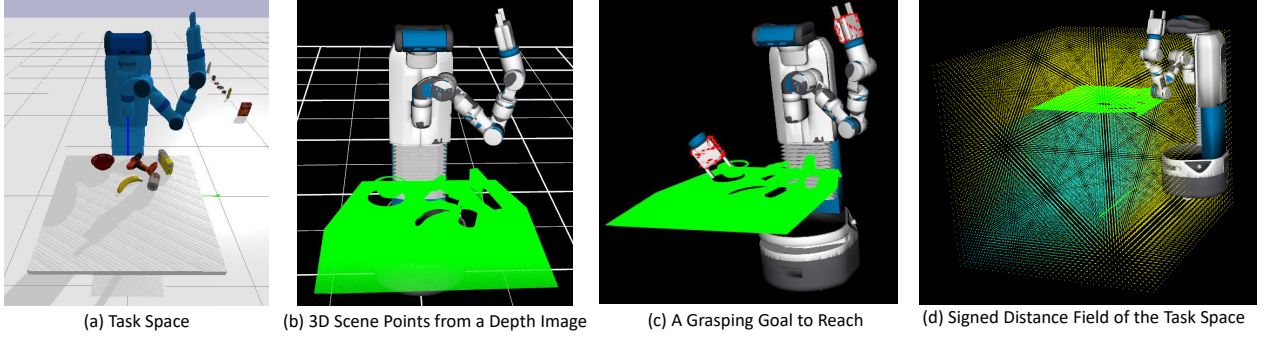 (a) Task Space
(b) 3D Scene Points from a Depth Image
(c) A Grasping Goal to Reach
(d) Signed Distance Field of the Task Space